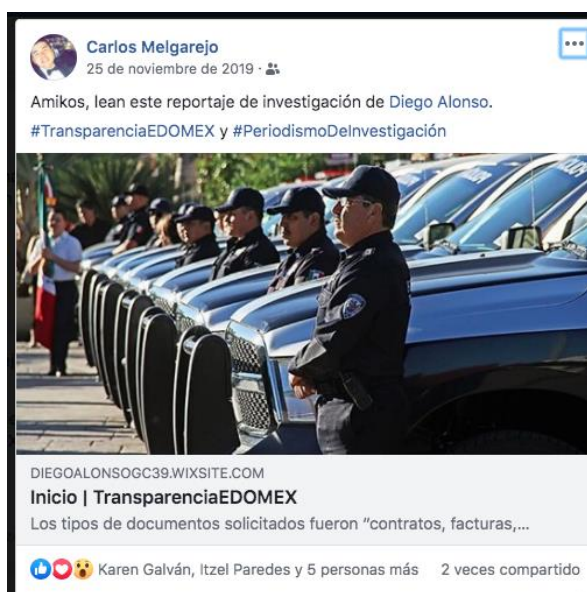 Carlos Melgarejo
25 de noviembre de 2019 ·
Amikos, lean este reportaje de investigación de Diego Alonso.
#TransparenciaEDOMEX y #PeriodismoDeInvestigación
DIEGOALONSOGC39.WIXSITE.COM
Inicio | TransparenciaEDOMEX
Los tipos de documentos solicitados fueron "contratos, facturas,...
Karen Galván, Itzel Paredes y 5 personas más 2 veces compartido